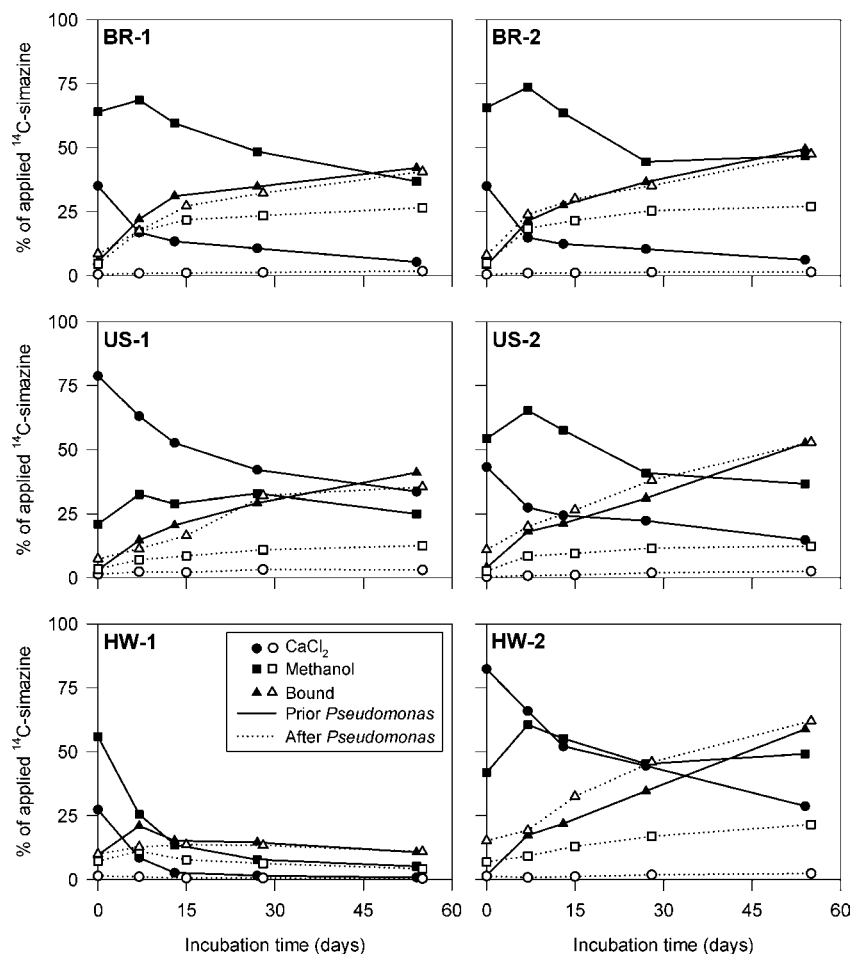 BR-1
BR-2
% of applied ¹⁴C-simazine
100
75
50
25
0
US-1
US-2
% of applied ¹⁴C-simazine
100
75
50
25
0
HW-1
HW-2
% of applied ¹⁴C-simazine
100
75
50
25
0
CaCl₂
Methanol
Bound
Prior Pseudomonas
After Pseudomonas
0 15 30 45 60
0 15 30 45 60
Incubation time (days)
Incubation time (days)